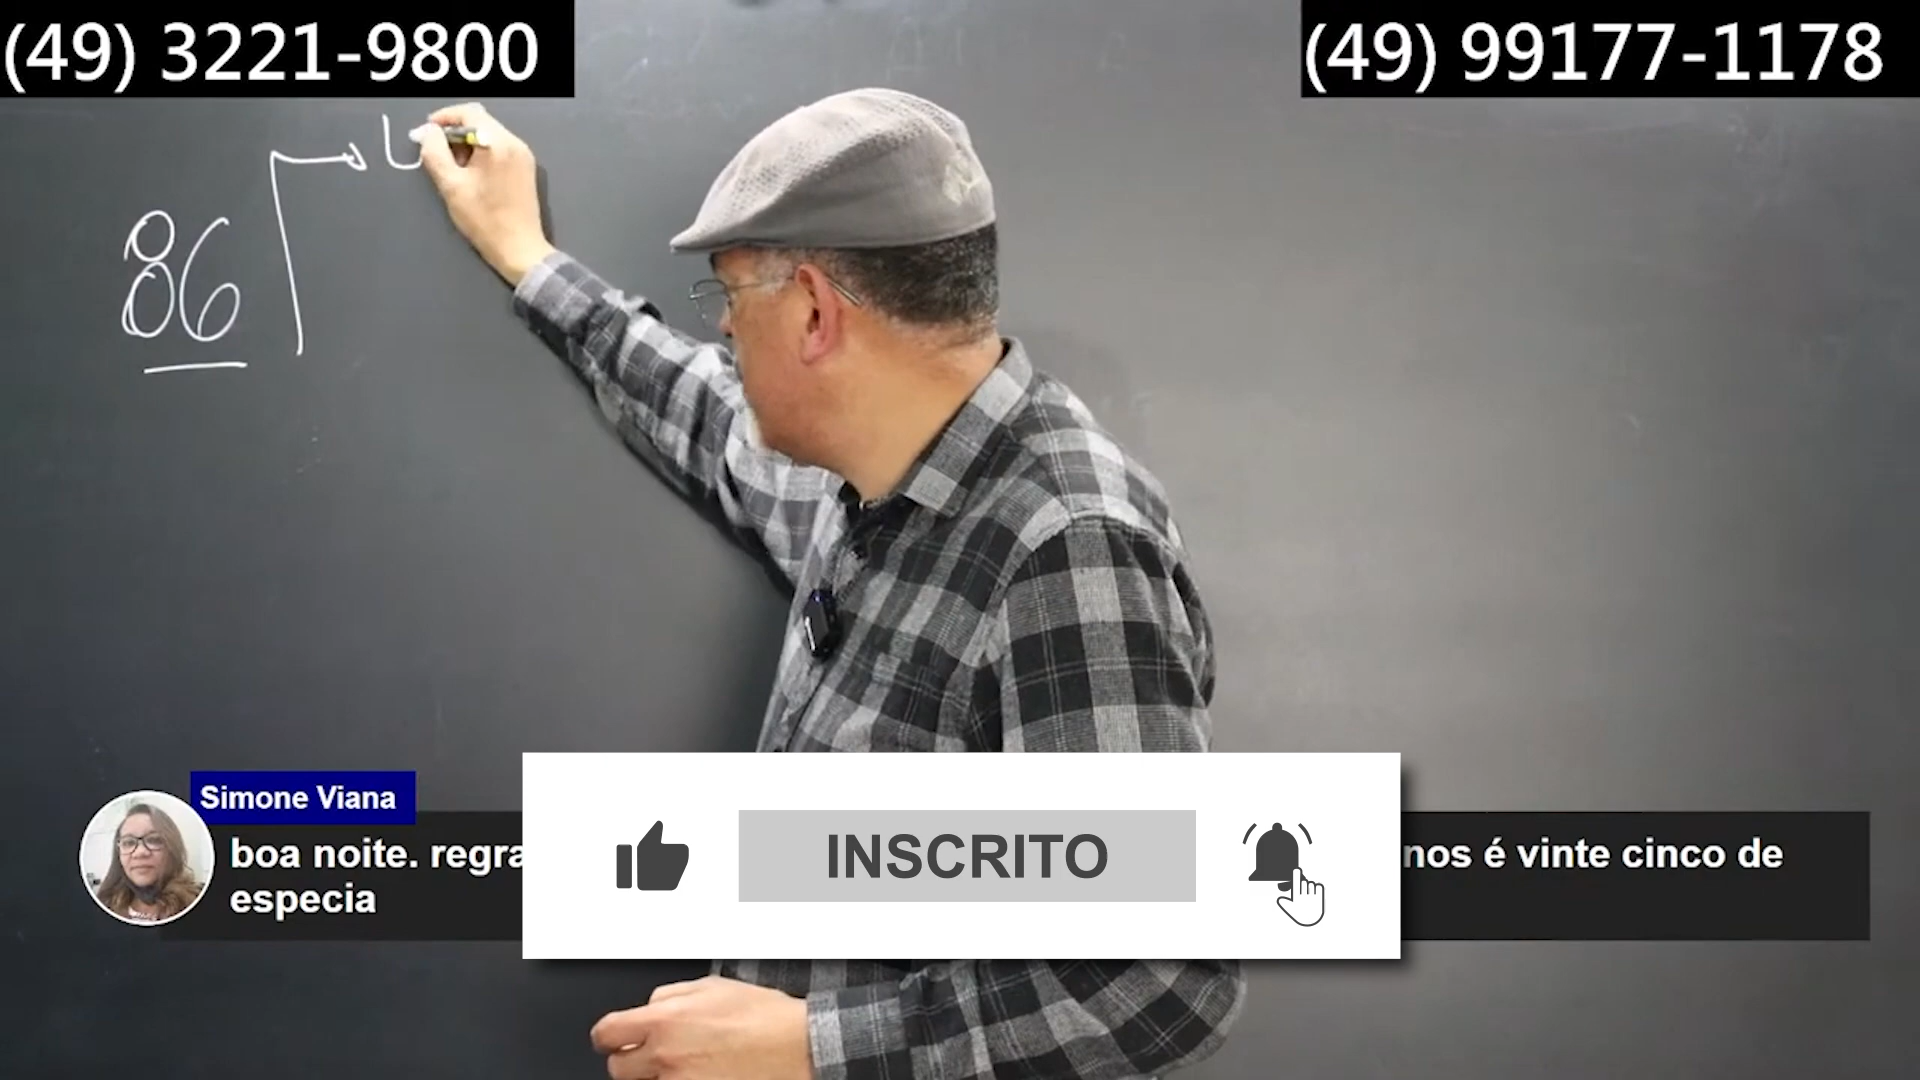 (49) 3221-9800
(49) 99177-1178
86
Simone Viana
boa noite. regra
nos é vinte cinco de
especia
INSCRITO